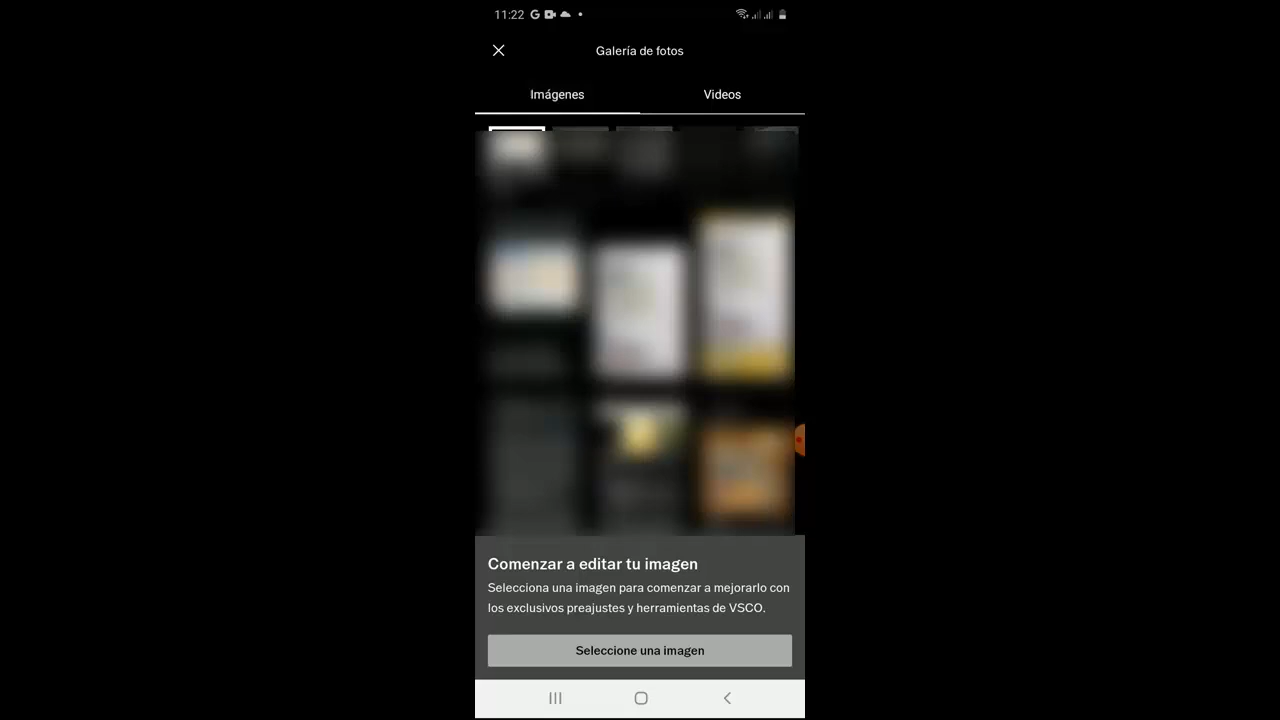 11:22
Galería de fotos
Imágenes
Videos
Comenzar a editar tu imagen
Selecciona una imagen para comenzar a mejorarlo con
los exclusivos preajustes y herramientas de VSCO.
Seleccione una imagen